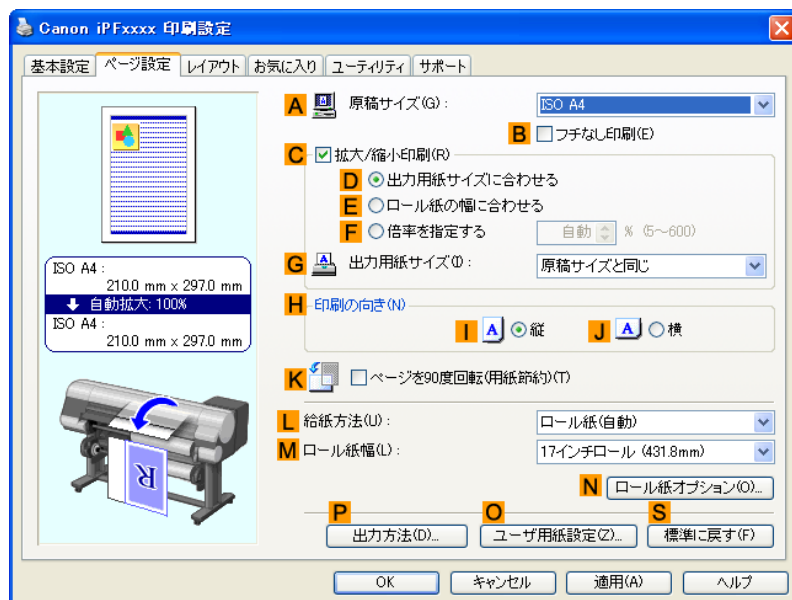 Canon iPFxxxx 印刷設定
基本設定 ページ設定 レイアウト お気に入り ユーティリティ サポート
A 原稿サイズ(G): ISO A4
B フチなし印刷(E)
C 拡大/縮小印刷(R)
D 出力用紙サイズに合わせる
E ロール紙の幅に合わせる
F 倍率を指定する 自動 % (5～600)
G 出力用紙サイズ(I): 原稿サイズと同じ
ISO A4 :
210.0 mm x 297.0 mm
自動拡大: 100%
ISO A4 :
210.0 mm x 297.0 mm
H 印刷の向き(N)
I A 縦 J A 横
K ページを90度回転(用紙節約)(T)
R
L 給紙方法(U): ロール紙(自動)
M ロール紙幅(L): 17インチロール (431.8mm)
N ロール紙オプション(O)...
P O S
出力方法(D)... ユーザ用紙設定(Z)... 標準に戻す(F)
OK キャンセル 適用(A) ヘルプ